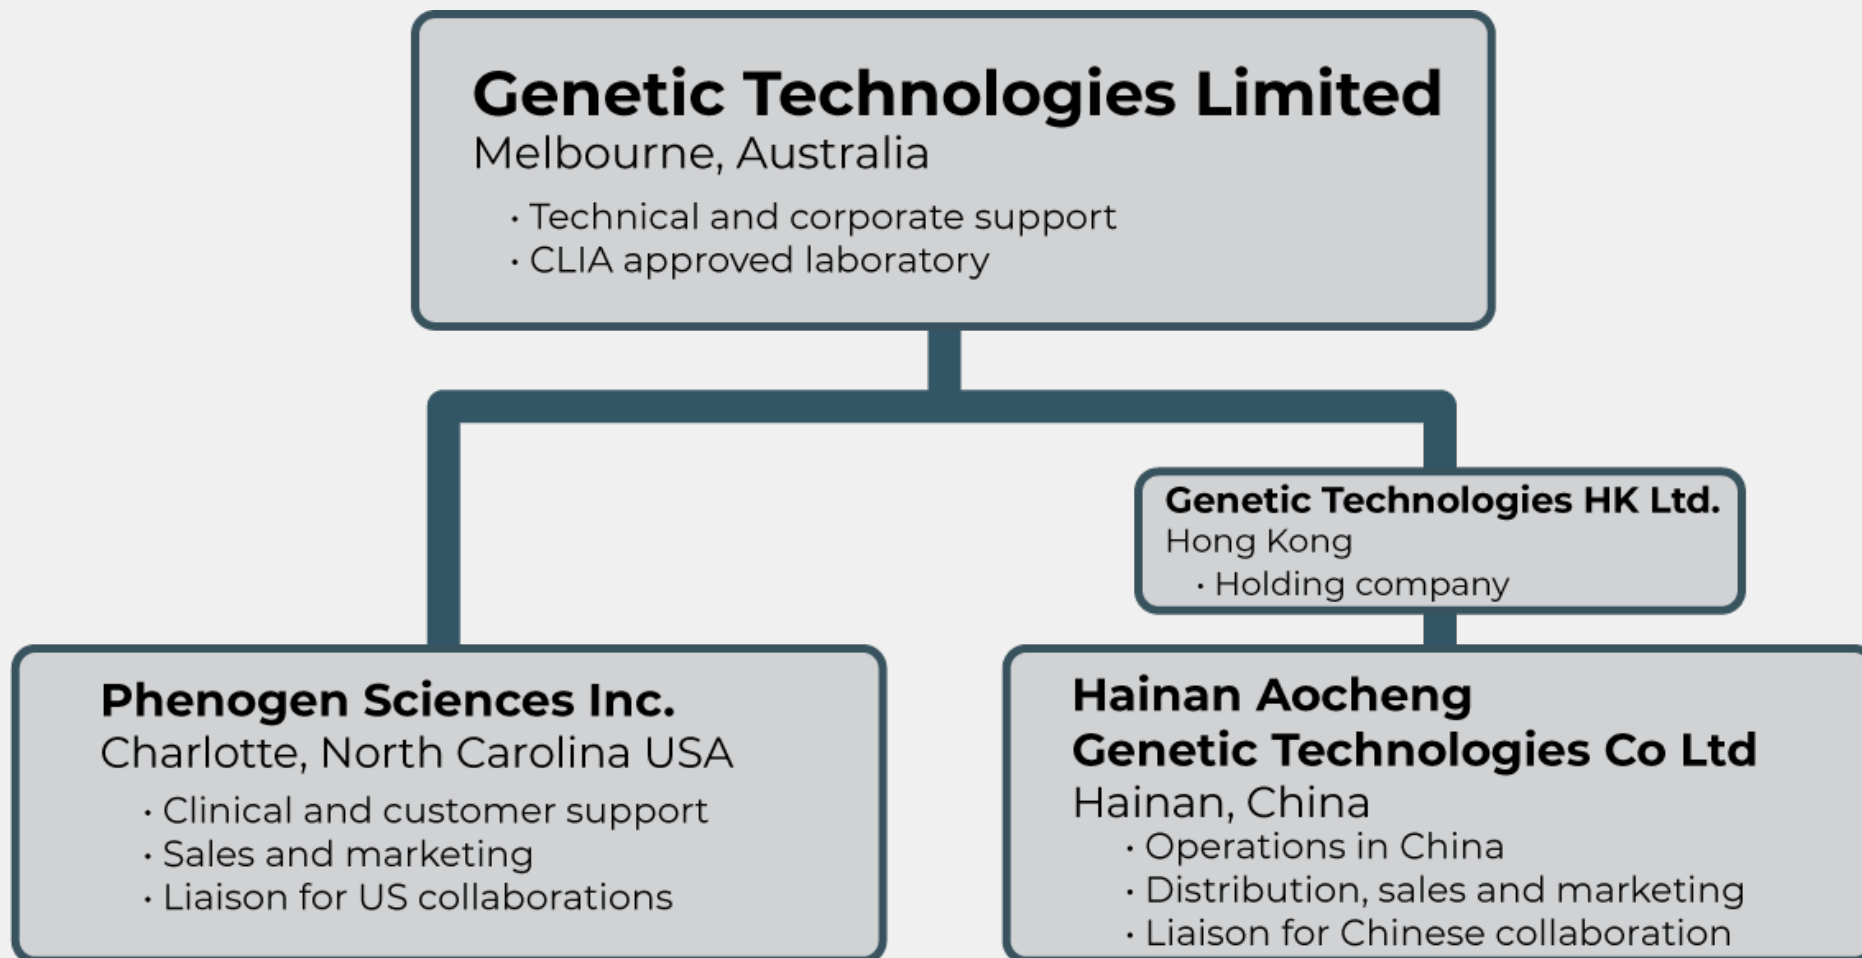 Genetic Technologies Limited
Melbourne, Australia
· Technical and corporate support
· CLIA approved laboratory
Genetic Technologies HK Ltd.
Hong Kong
· Holding company
Phenogen Sciences Inc.
Charlotte, North Carolina USA
· Clinical and customer support
· Sales and marketing
· Liaison for US collaborations
Hainan Aocheng
Genetic Technologies Co Ltd
Hainan, China
· Operations in China
· Distribution, sales and marketing
· Liaison for Chinese collaboration